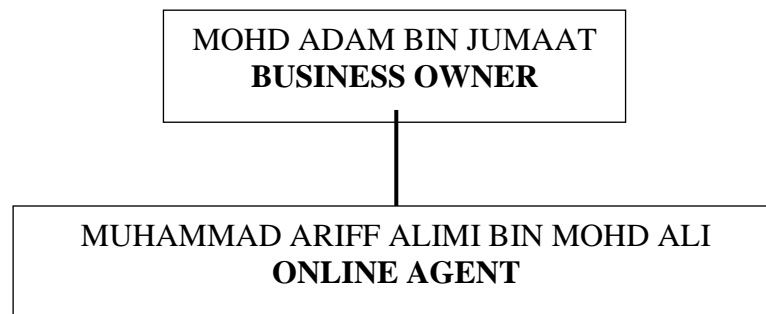 MOHD ADAM BIN JUMAAT
BUSINESS OWNER
MUHAMMAD ARIFF ALIMI BIN MOHD ALI
ONLINE AGENT